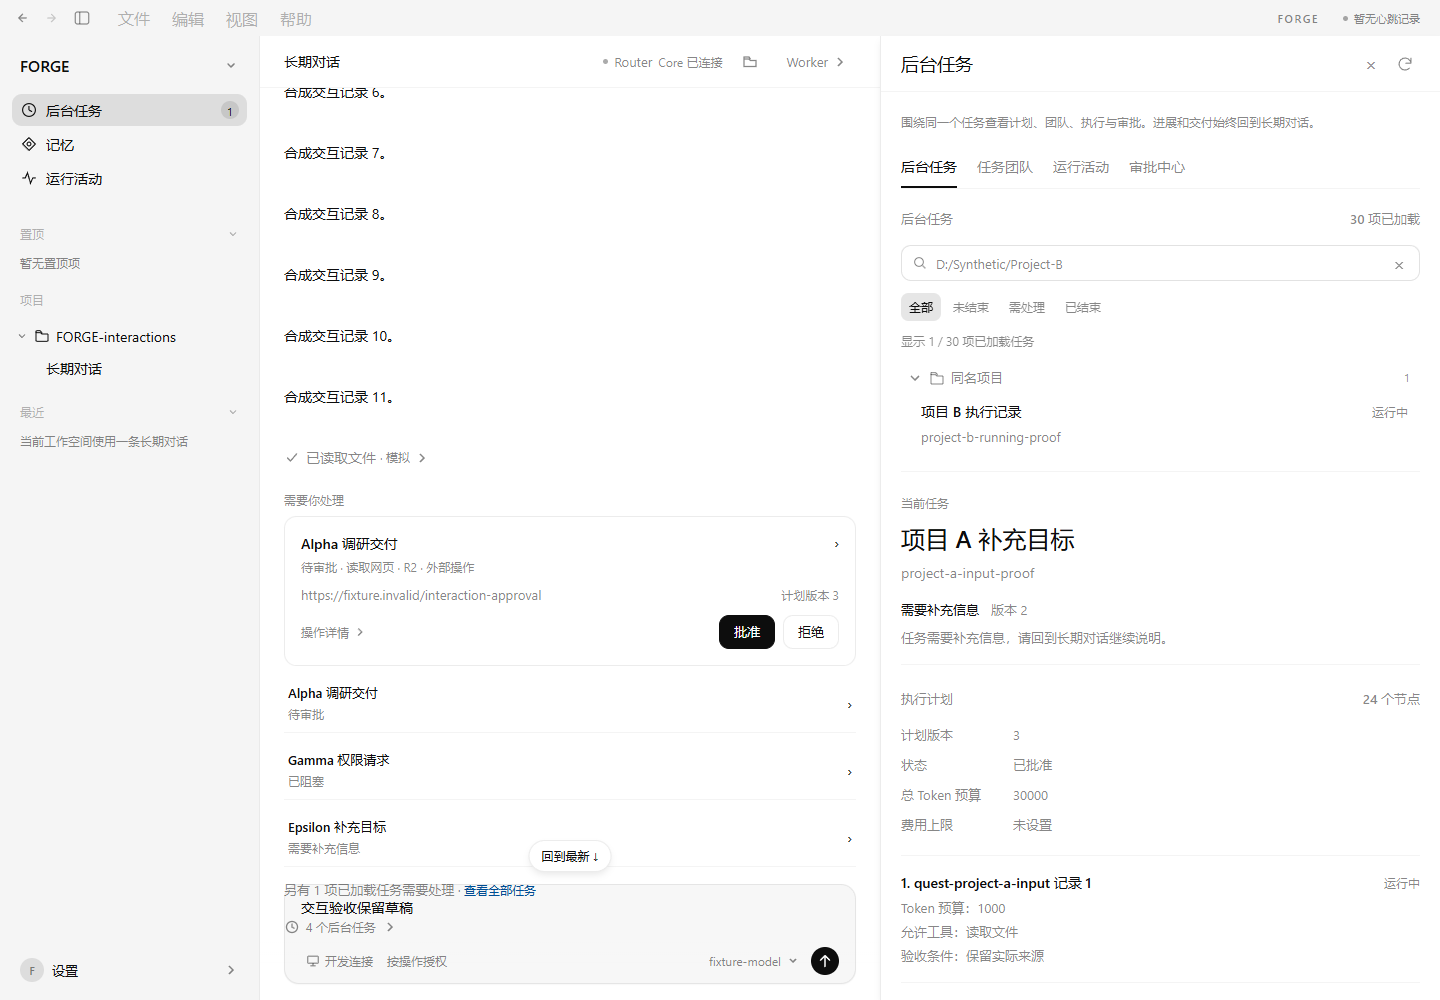 文件 编辑 视图 帮助
FORGE 暂无心跳记录
FORGE
后台任务 1
记忆
运行活动
置顶
暂无置顶项
项目
FORGE-interactions
长期对话
最近
当前工作空间使用一条长期对话
F 设置
长期对话 Router Core 已连接 Worker
合成交互记录 6。
合成交互记录 7。
合成交互记录 8。
合成交互记录 9。
合成交互记录 10。
合成交互记录 11。
已读取文件 · 模拟
需要你处理
Alpha 调研交付
待审批 · 读取网页 · R2 · 外部操作
https://fixture.invalid/interaction-approval 计划版本 3
操作详情 批准 拒绝
Alpha 调研交付
待审批
Gamma 权限请求
已阻塞
Epsilon 补充目标
需要补充信息
回到最新 ↓
另有 1 项已加载任务需要处理 · 查看全部任务
交互验收保留草稿
4 个后台任务
开发连接 按操作授权 fixture-model
后台任务
围绕同一个任务查看计划、团队、执行与审批。进展和交付始终回到长期对话。
后台任务 任务团队 运行活动 审批中心
后台任务 30 项已加载
D:/Synthetic/Project-B
全部 未结束 需处理 已结束
显示 1 / 30 项已加载任务
同名项目 1
项目 B 执行记录 运行中
project-b-running-proof
当前任务
项目 A 补充目标
project-a-input-proof
需要补充信息 版本 2
任务需要补充信息，请回到长期对话继续说明。
执行计划 24 个节点
计划版本 3
状态 已批准
总 Token 预算 30000
费用上限 未设置
1. quest-project-a-input 记录 1 运行中
Token 预算：1000
允许工具：读取文件
验收条件：保留实际来源